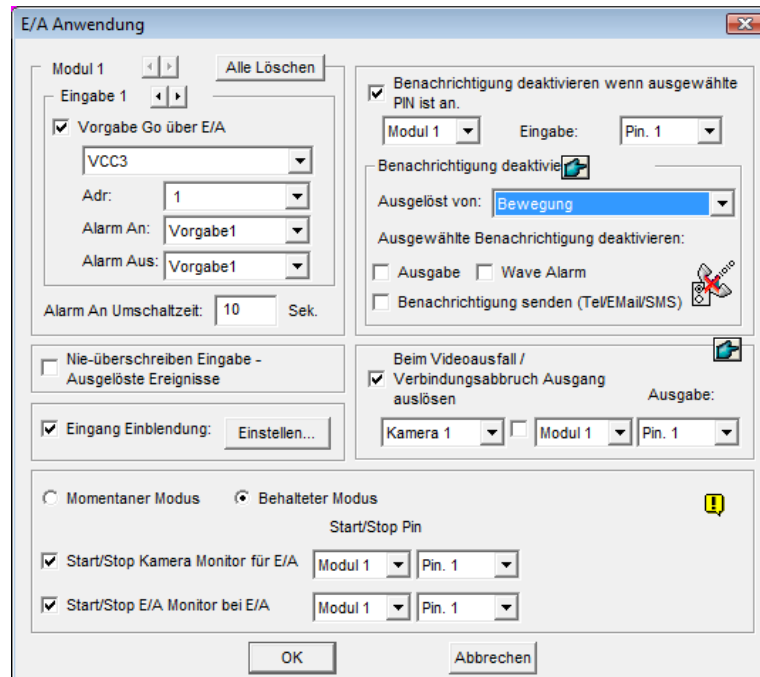 E/A Anwendung
Modul 1
Alle Löschen
Eingabe 1
Vorgabe Go über E/A
VCC3
Adr: 1
Alarm An: Vorgabe1
Alarm Aus: Vorgabe1
Alarm An Umschaltzeit: 10 Sek.
Nie-überschreiben Eingabe -
Ausgelöste Ereignisse
Eingang Einblendung: Einstellen...
Benachrichtigung deaktivieren wenn ausgewählte
PIN ist an.
Modul 1 Eingabe: Pin. 1
Benachrichtigung deaktivie
Ausgelöst von: Bewegung
Ausgewählte Benachrichtigung deaktivieren:
Ausgabe Wave Alarm
Benachrichtigung senden (Tel/EMail/SMS)
Beim Videoausfall /
Verbindungsabbruch Ausgang
auslösen
Ausgabe:
Kamera 1 Modul 1 Pin. 1
Momentaner Modus Behalteter Modus
Start/Stop Pin
Start/Stop Kamera Monitor für E/A Modul 1 Pin. 1
Start/Stop E/A Monitor bei E/A Modul 1 Pin. 1
OK Abbrechen